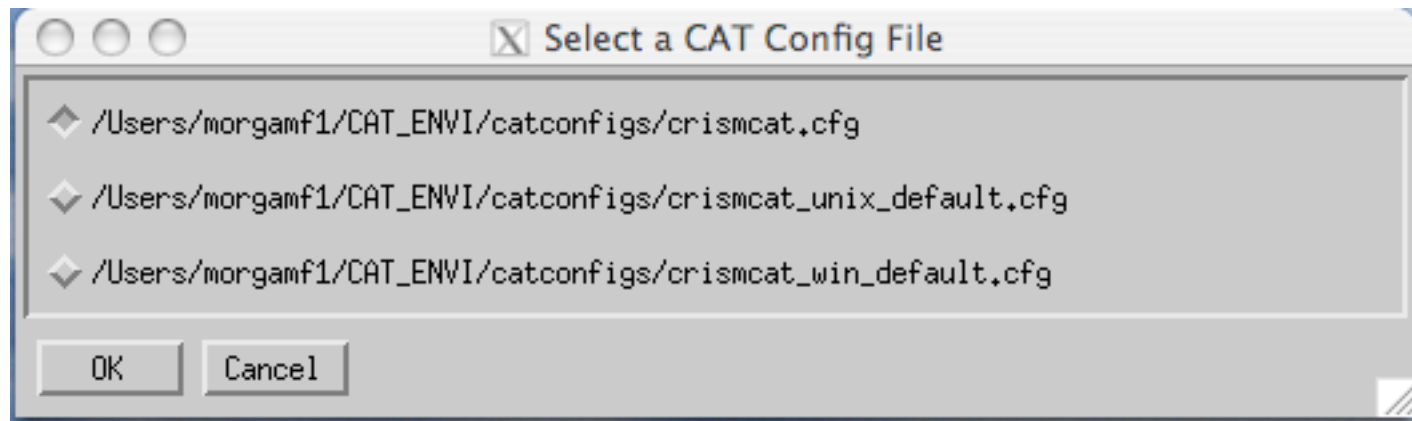 Select a CAT Config File
/Users/morgamf1/CAT_ENVI/catconfigs/crismcat.cfg
/Users/morgamf1/CAT_ENVI/catconfigs/crismcat_unix_default.cfg
/Users/morgamf1/CAT_ENVI/catconfigs/crismcat_win_default.cfg
OK Cancel